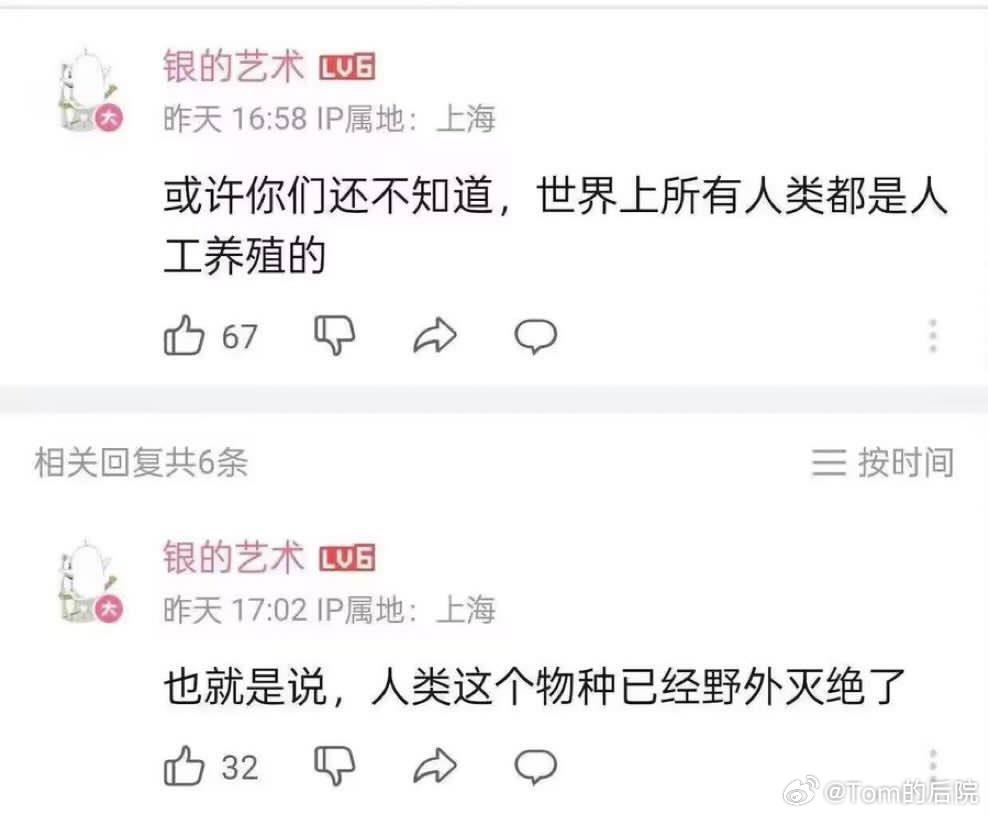 银的艺术 LV6
大
昨天 16:58 IP属地：上海
或许你们还不知道，世界上所有人类都是人
工养殖的
67
相关回复共6条 按时间
银的艺术 LV6
大
昨天 17:02 IP属地：上海
也就是说，人类这个物种已经野外灭绝了
32
@Tom的后院